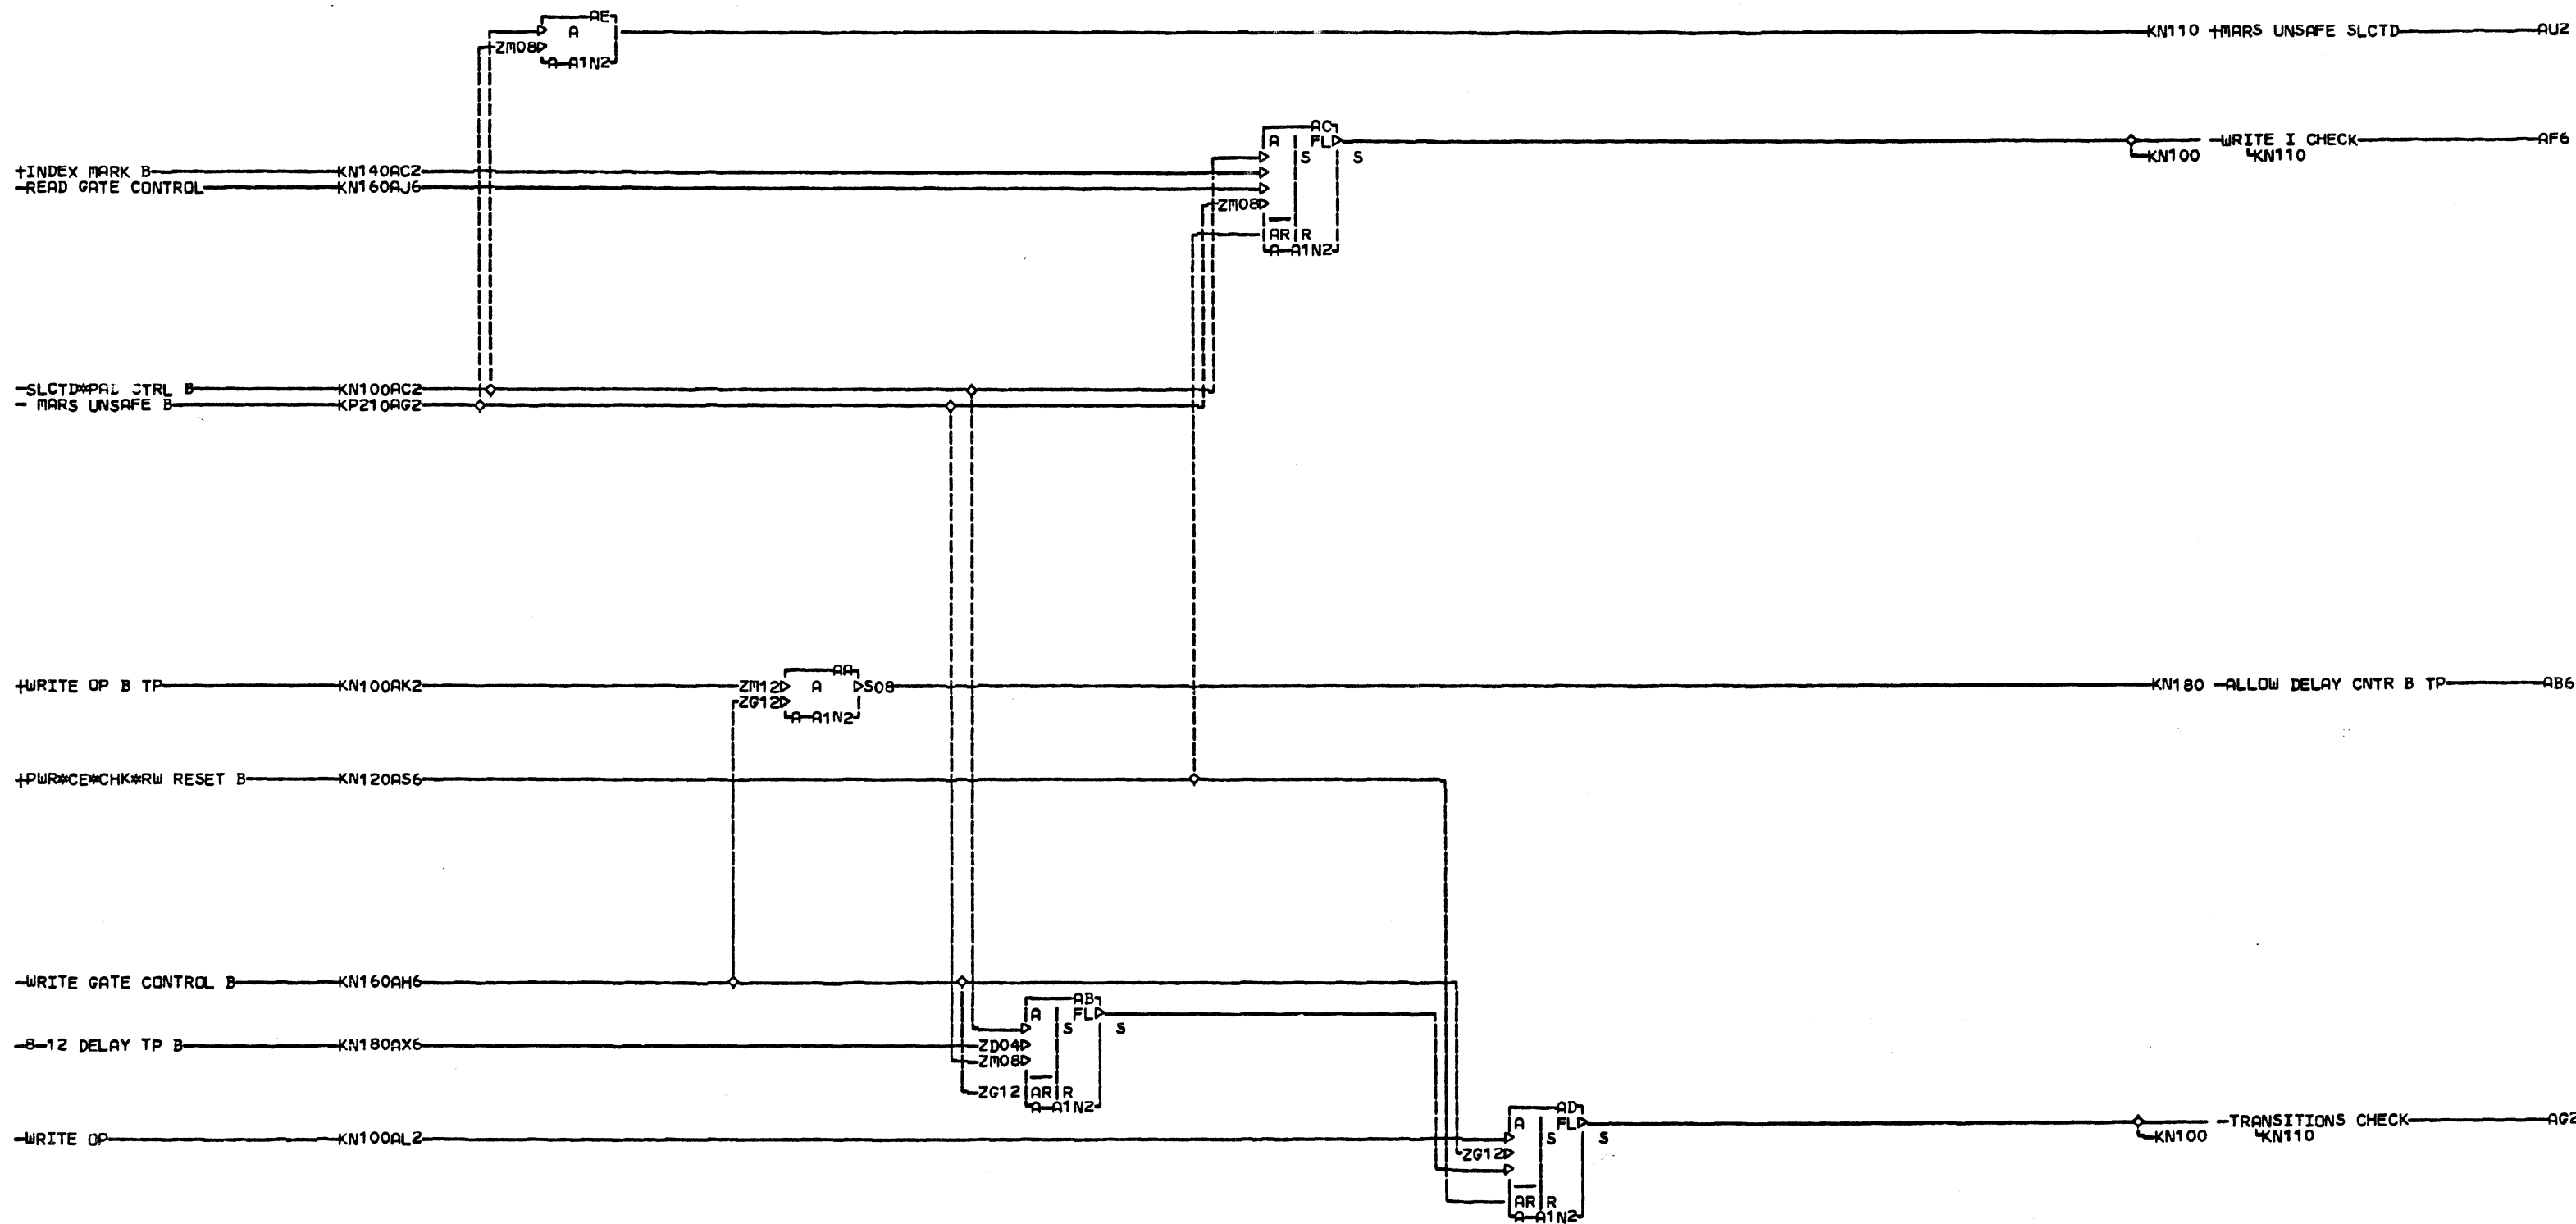 AE
A
ZM08
A A1N2
KN110 +MARS UNSAFE SLCTD AU2
AC
A FL
S S
+INDEX MARK B KN140AC2
-READ GATE CONTROL KN160AJ6
ZM08
AR R
A A1N2
-WRITE I CHECK AF6
KN100 KN110
-SLCTD*PAD CTRL B KN100AC2
- MARS UNSAFE B KP210AG2
AA
+WRITE OP B TP KN100AK2 ZM12 A S08
ZG12
A A1N2
KN180 -ALLOW DELAY CNTR B TP AB6
+PWR*CE*CHK*RW RESET B KN120AS6
-WRITE GATE CONTROL B KN160AH6
AB
A FL
S S
-8-12 DELAY TP B KN180AX6 ZD04
ZM08
ZG12 AR R
A A1N2
AD
A FL
S S
-WRITE OP KN100AL2
ZG12
AR R
A A1N2
-TRANSITIONS CHECK AG2
KN100 KN110